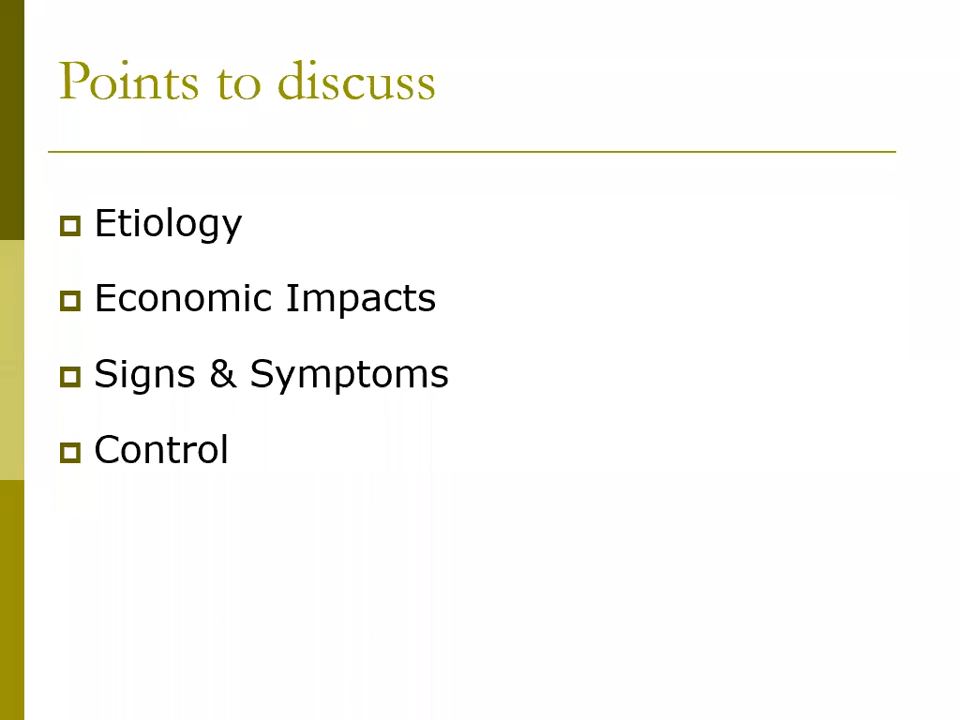 Points to discuss
Etiology
Economic Impacts
Signs & Symptoms
Control